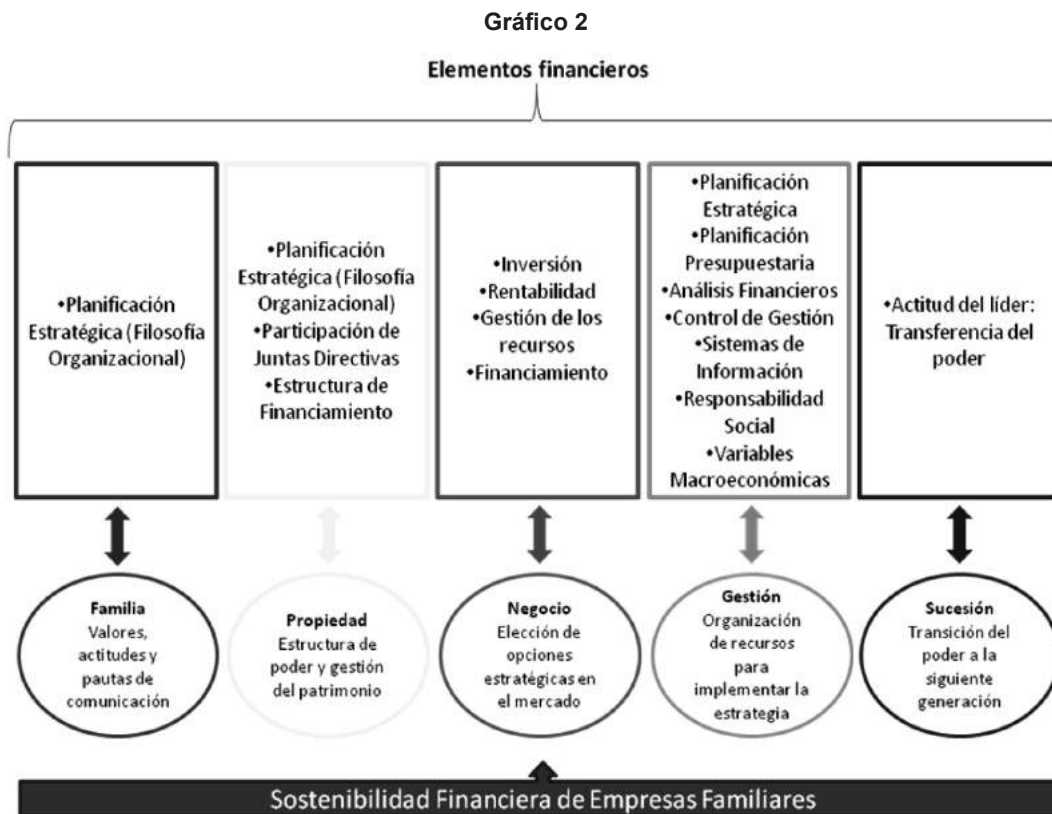 Gráfico 2
Elementos financieros
•Planificación
Estratégica (Filosofía
Organizacional)
•Planificación
Estratégica (Filosofía
Organizacional)
•Participación de
Juntas Directivas
•Estructura de
Financiamiento
•Inversión
•Rentabilidad
•Gestión de los
recursos
•Financiamiento
•Planificación
Estratégica
•Planificación
Presupuestaria
•Análisis Financieros
•Control de Gestión
•Sistemas de
Información
•Responsabilidad
Social
•Variables
Macroeconómicas
•Actitud del líder:
Transferencia del
poder
Familia
Valores,
actitudes y
pautas de
comunicación
Propiedad
Estructura de
poder y gestión
del patrimonio
Negocio
Elección de
opciones
estratégicas en
el mercado
Gestión
Organización
de recursos
para
implementar la
estrategia
Sucesión
Transición del
poder a la
siguiente
generación
Sostenibilidad Financiera de Empresas Familiares